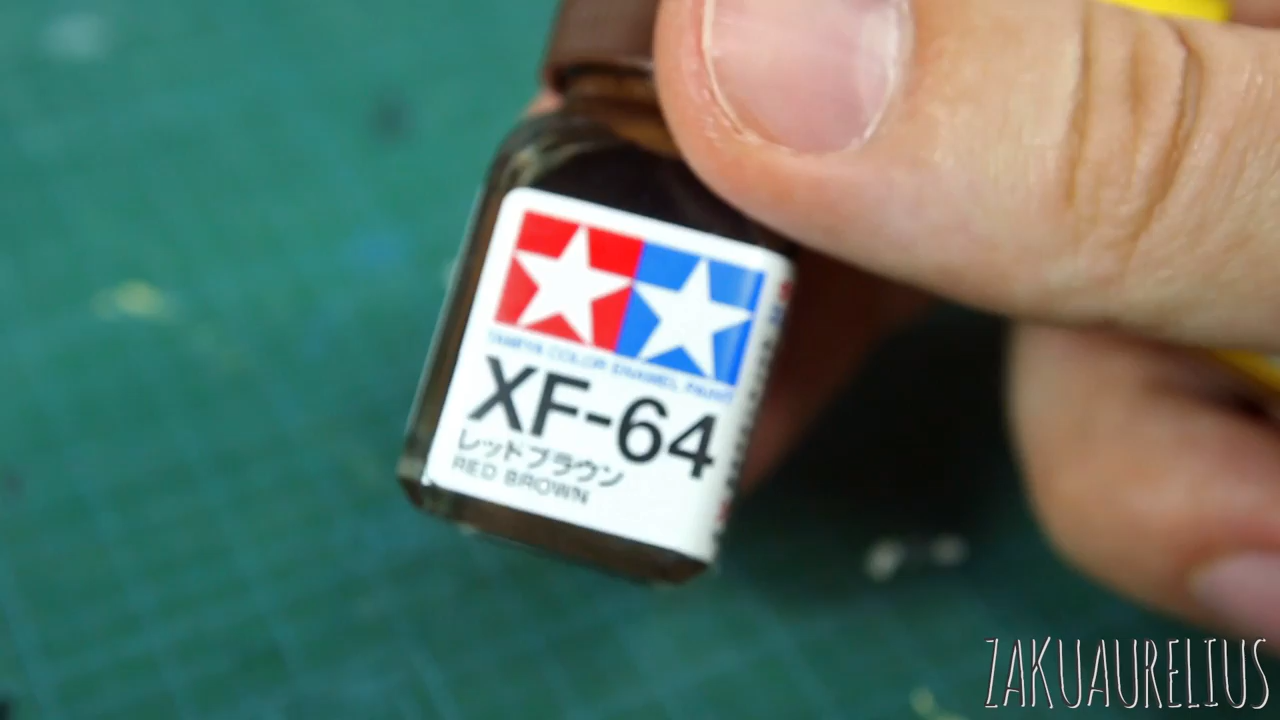 TAMIYA COLOR ENAMEL PAINT
XF-64
レッドブラウン
RED BROWN
ZAKUAURELIUS